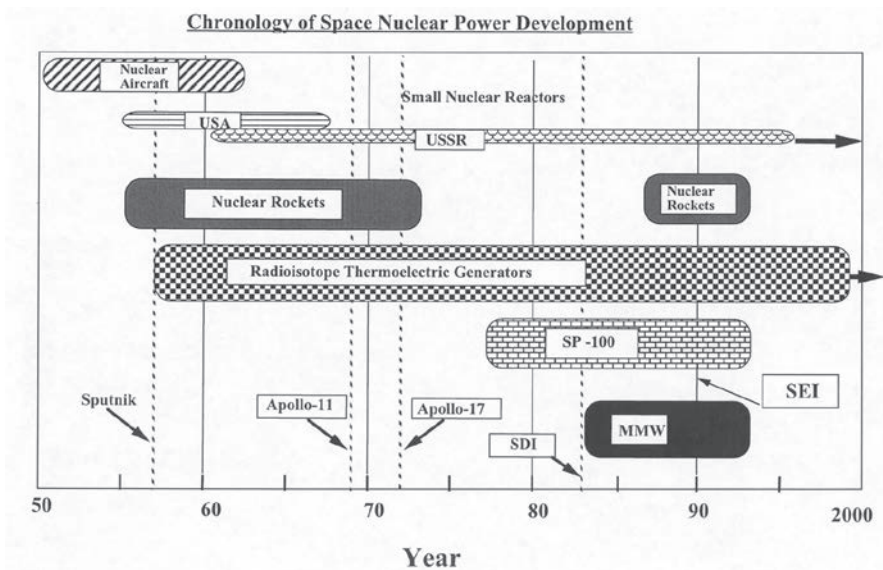 Chronology of Space Nuclear Power Development
Nuclear
Aircraft
Small Nuclear Reactors
USA
USSR
Nuclear Rockets
Nuclear
Rockets
Radioisotope Thermoelectric Generators
SP -100
Sputnik
Apollo-11
Apollo-17
SEI
SDI
MMW
50 60 70 80 90 2000
Year